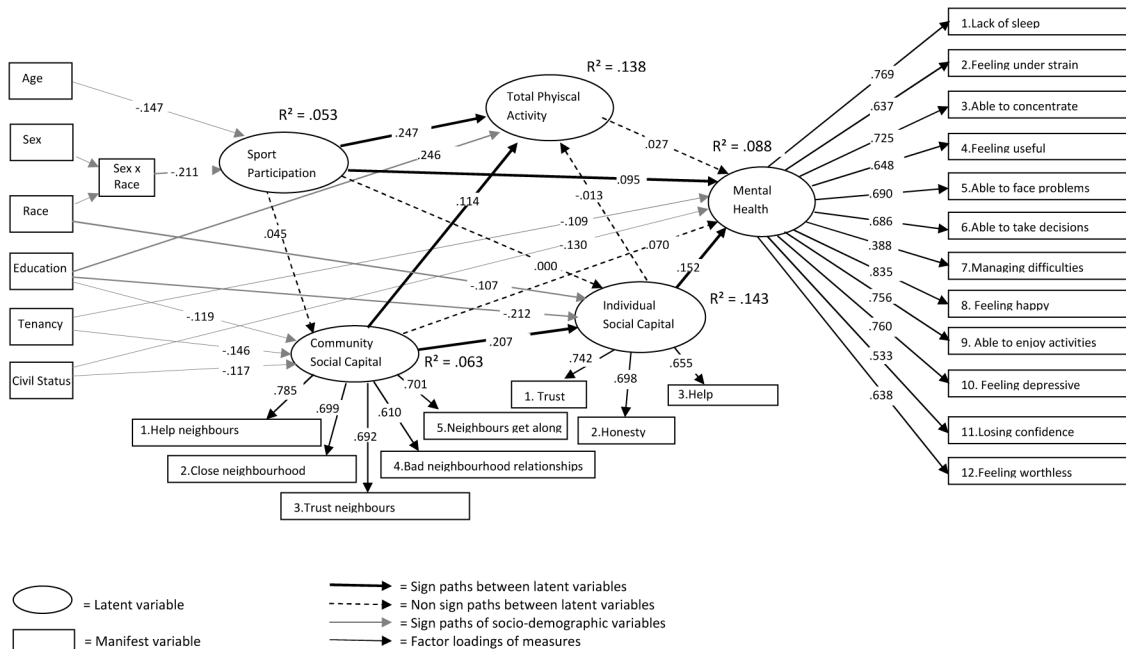 Age
Sex
Race
Education
Tenancy
Civil Status
Sex x
Race
-.147
-.211
R² = .053
Sport
Participation
R² = .138
Total Phyiscal
Activity
.247
.246
.027
R² = .088
Mental
Health
.095
.114
-.013
-.109
-.130
.070
.045
.000
.152
-.107
-.212
-.119
-.146
-.117
.207
Individual
Social Capital
R² = .143
Community
Social Capital
R² = .063
.785
.699
.692
.610
.701
1.Help neighbours
2.Close neighbourhood
3.Trust neighbours
4.Bad neighbourhood relationships
5.Neighbours get along
.742
.698
.655
1. Trust
2.Honesty
3.Help
.769
.637
.725
.648
.690
.686
.388
.835
.756
.760
.533
.638
1.Lack of sleep
2.Feeling under strain
3.Able to concentrate
4.Feeling useful
5.Able to face problems
6.Able to take decisions
7.Managing difficulties
8. Feeling happy
9. Able to enjoy activities
10. Feeling depressive
11.Losing confidence
12.Feeling worthless
= Latent variable
= Manifest variable
= Sign paths between latent variables
= Non sign paths between latent variables
= Sign paths of socio-demographic variables
= Factor loadings of measures